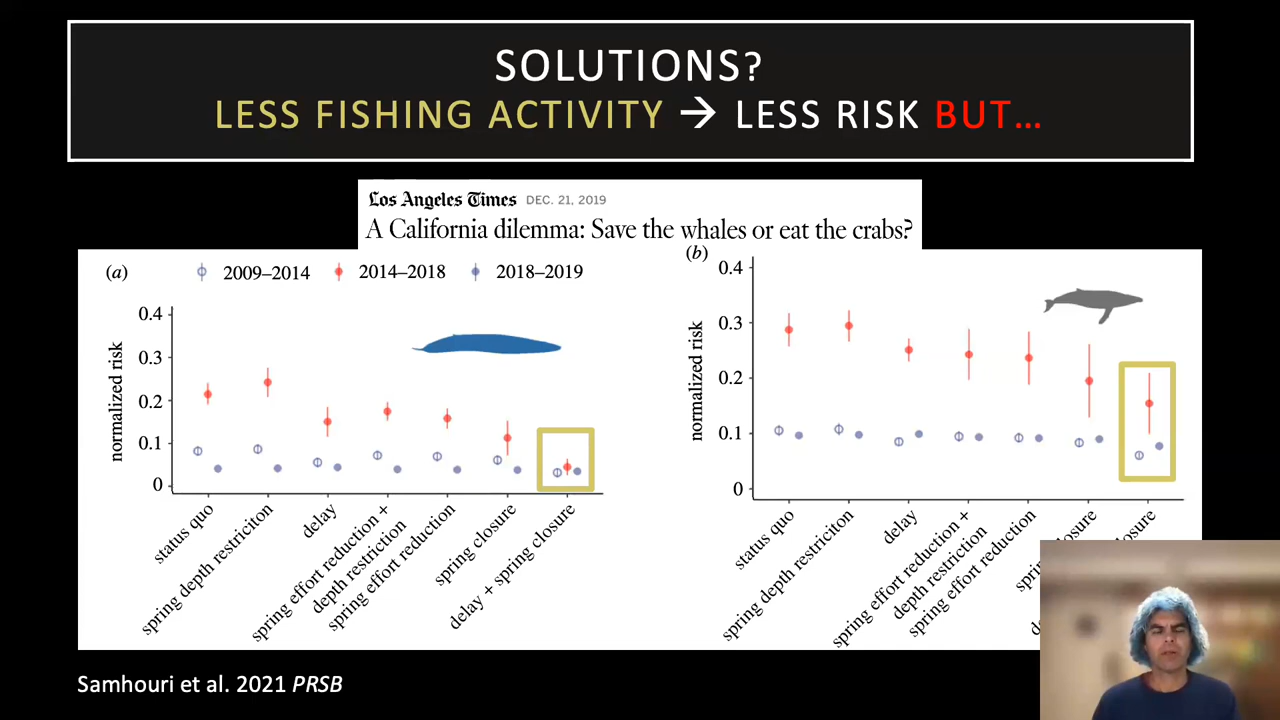 SOLUTIONS?
LESS FISHING ACTIVITY → LESS RISK BUT...
Los Angeles Times DEC. 21, 2019
A California dilemma: Save the whales or eat the crabs?
(a) 2009–2014 2014–2018 2018–2019
0.4
0.3
0.2
0.1
0
normalized risk
status quo
spring depth restriciton
delay
spring effort reduction +
depth restriction
spring effort reduction
spring closure
delay + spring closure
(b)
0.4
0.3
0.2
0.1
0
normalized risk
status quo
spring depth restriciton
delay
spring effort reduction +
depth restriction
spring effort reduction
closure
closure
Samhouri et al. 2021 PRSB